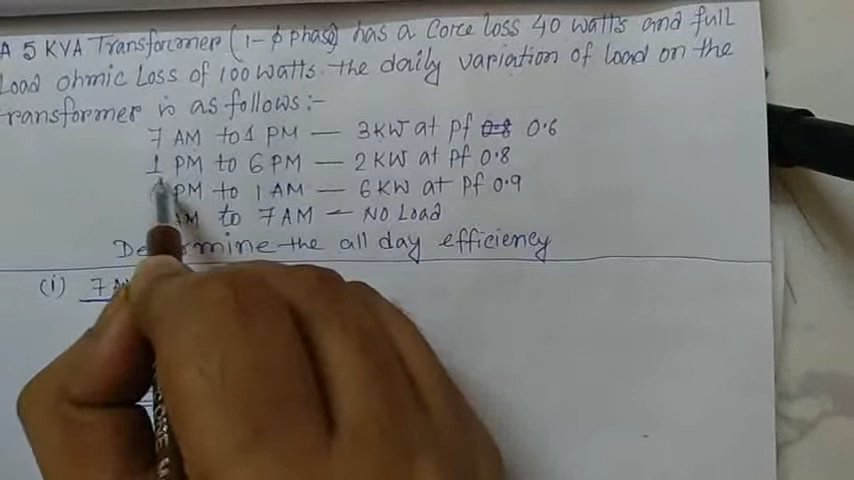 A 5 KVA Transformer (1-ϕ phase) has a Core loss 40 watts and full
Load ohmic Loss of 100 watts. the daily variation of Load on the
transformer is as follows:-
7 AM to 1 PM — 3KW at pf 0.6
1 PM to 6 PM — 2 KW at pf 0.8
PM to 1 AM — 6 KW at pf 0.9
AM to 7 AM — No Load
the all day efficiency
(i) 7